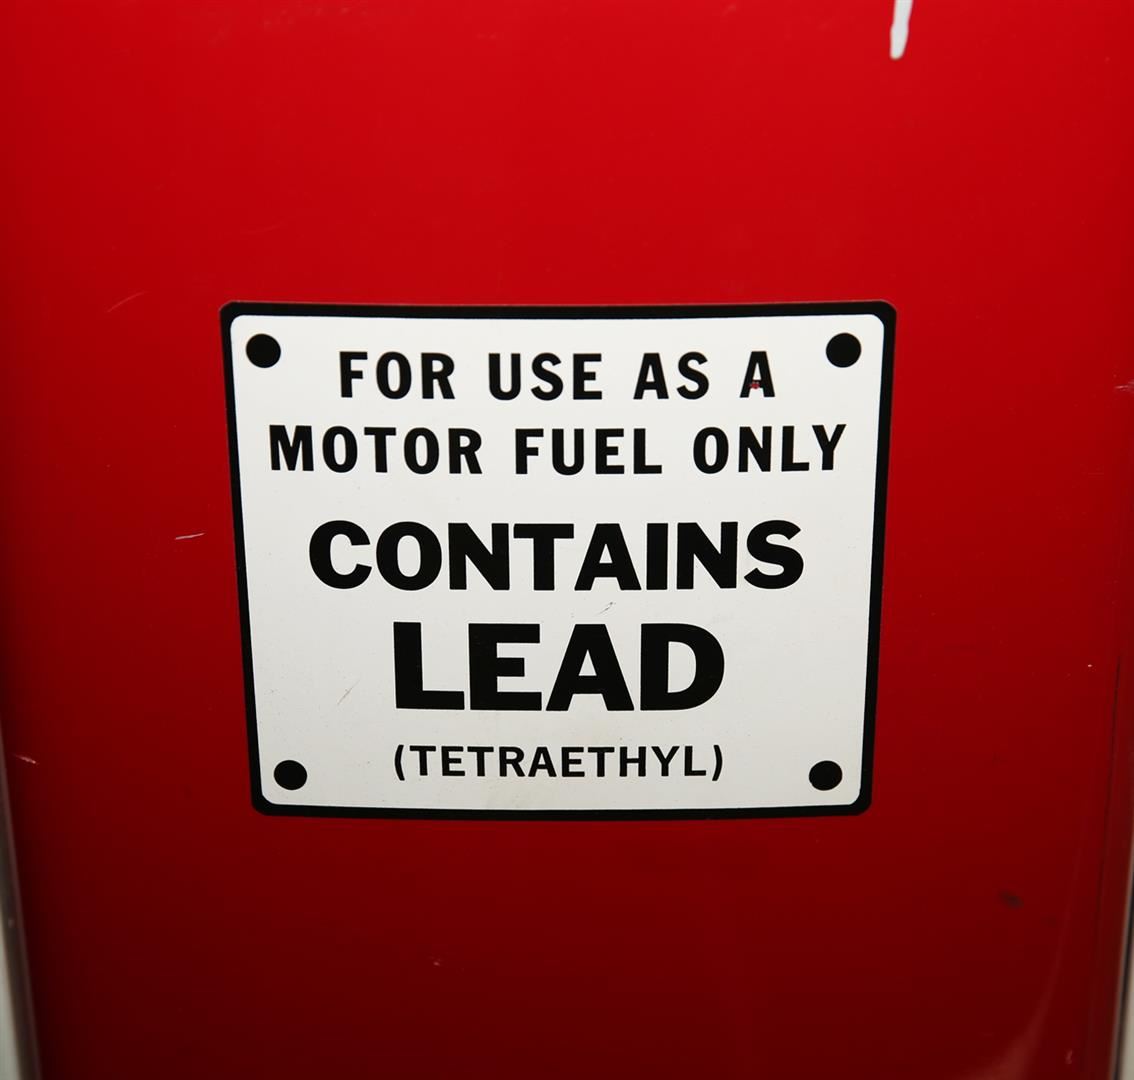 FOR USE AS A
MOTOR FUEL ONLY
CONTAINS
LEAD
(TETRAETHYL)